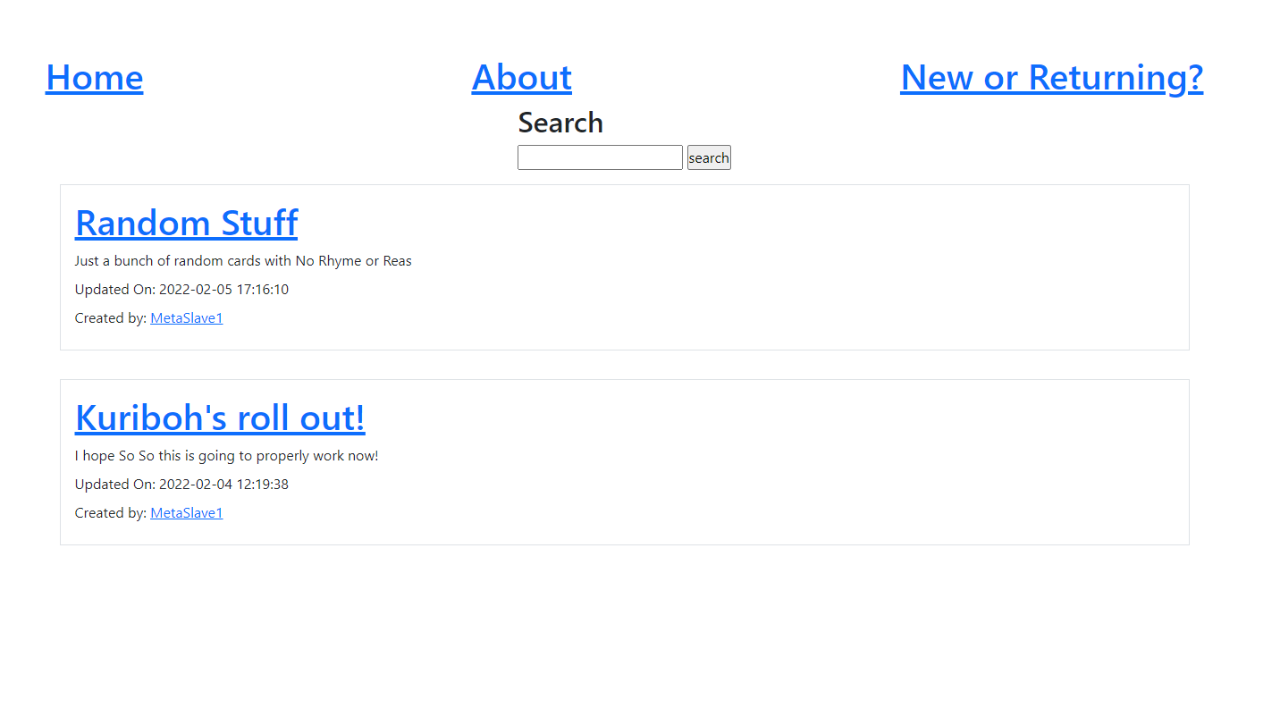 Home About New or Returning?
Search
search
Random Stuff
Just a bunch of random cards with No Rhyme or Reas
Updated On: 2022-02-05 17:16:10
Created by: MetaSlave1
Kuriboh's roll out!
I hope So So this is going to properly work now!
Updated On: 2022-02-04 12:19:38
Created by: MetaSlave1